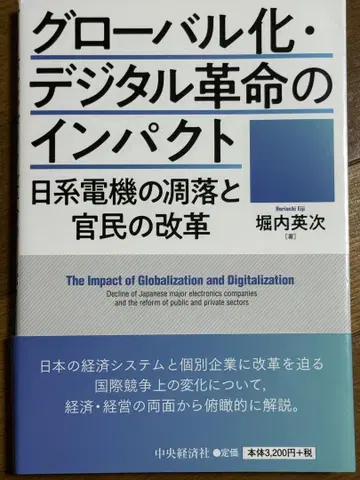 グローバル化・
デジタル革命の
インパクト
日系電機の凋落と
官民の改革
Horiuchi Eiji
堀内英次
[著]
The Impact of Globalization and Digitalization
Decline of Japanese major electronics companies
and the reform of public and private sectors
日本の経済システムと個別企業に改革を迫る
国際競争上の変化について、
経済・経営の両面から俯瞰的に解説。
中央経済社 ●定価 本体3,200円+税